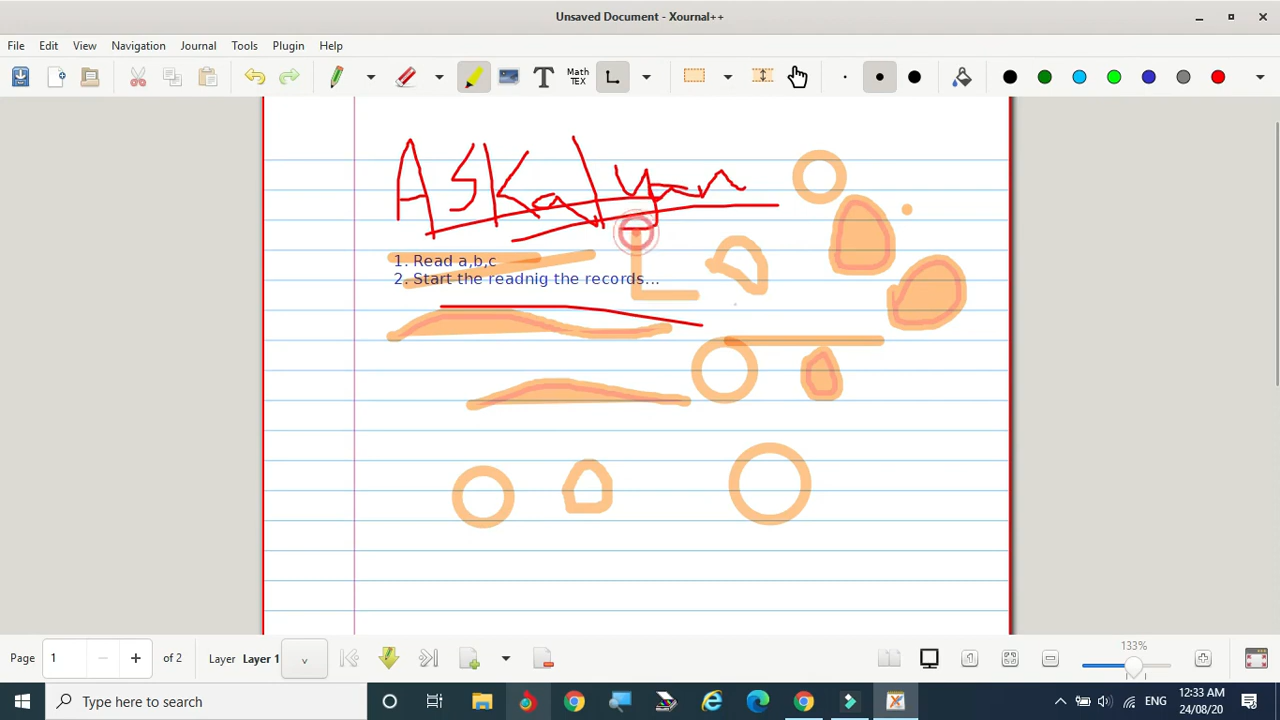 Unsaved Document - Xournal++
File Edit View Navigation Journal Tools Plugin Help
Math
TEX
ASKalyan
1. Read a,b,c
2. Start the readnig the records...
Page 1 of 2 Layer Layer 1 133%
Type here to search
ENG
12:33 AM
24/08/20